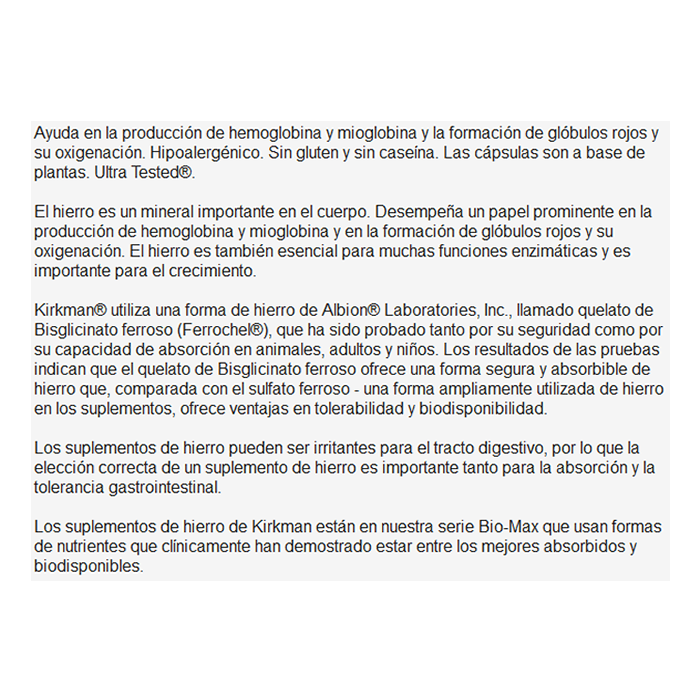 Ayuda en la producción de hemoglobina y mioglobina y la formación de glóbulos rojos y
su oxigenación. Hipoalergénico. Sin gluten y sin caseína. Las cápsulas son a base de
plantas. Ultra Tested®.
El hierro es un mineral importante en el cuerpo. Desempeña un papel prominente en la
producción de hemoglobina y mioglobina y en la formación de glóbulos rojos y su
oxigenación. El hierro es también esencial para muchas funciones enzimáticas y es
importante para el crecimiento.
Kirkman® utiliza una forma de hierro de Albion® Laboratories, Inc., llamado quelato de
Bisglicinato ferroso (Ferrochel®), que ha sido probado tanto por su seguridad como por
su capacidad de absorción en animales, adultos y niños. Los resultados de las pruebas
indican que el quelato de Bisglicinato ferroso ofrece una forma segura y absorbible de
hierro que, comparada con el sulfato ferroso - una forma ampliamente utilizada de hierro
en los suplementos, ofrece ventajas en tolerabilidad y biodisponibilidad.
Los suplementos de hierro pueden ser irritantes para el tracto digestivo, por lo que la
elección correcta de un suplemento de hierro es importante tanto para la absorción y la
tolerancia gastrointestinal.
Los suplementos de hierro de Kirkman están en nuestra serie Bio-Max que usan formas
de nutrientes que clínicamente han demostrado estar entre los mejores absorbidos y
biodisponibles.